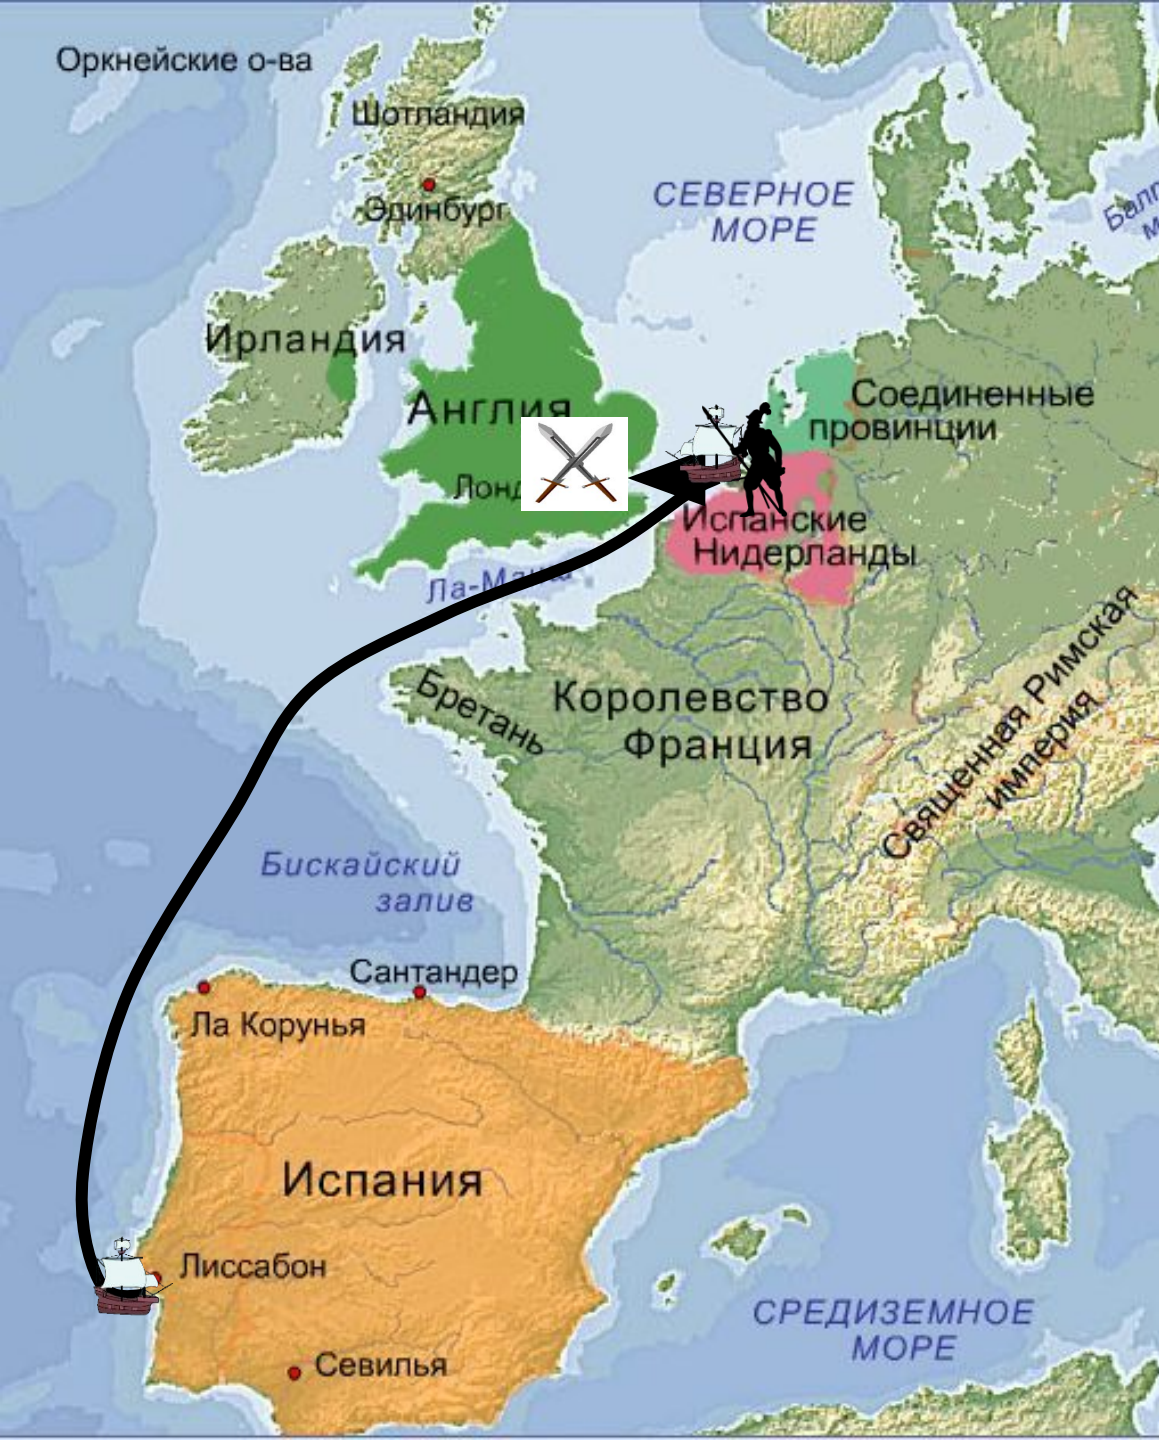 Оркнейские о-ва
Шотландия
Эдинбург
СЕВЕРНОЕ
МОРЕ
Ирландия
Англия
Соединенные
провинции
Испанские
Нидерланды
Ла-Манш
Бретань
Королевство
Франция
Священная Римская
империя
Бискайский
залив
Сантандер
Ла Корунья
Испания
Лиссабон
Севилья
СРЕДИЗЕМНОЕ
МОРЕ